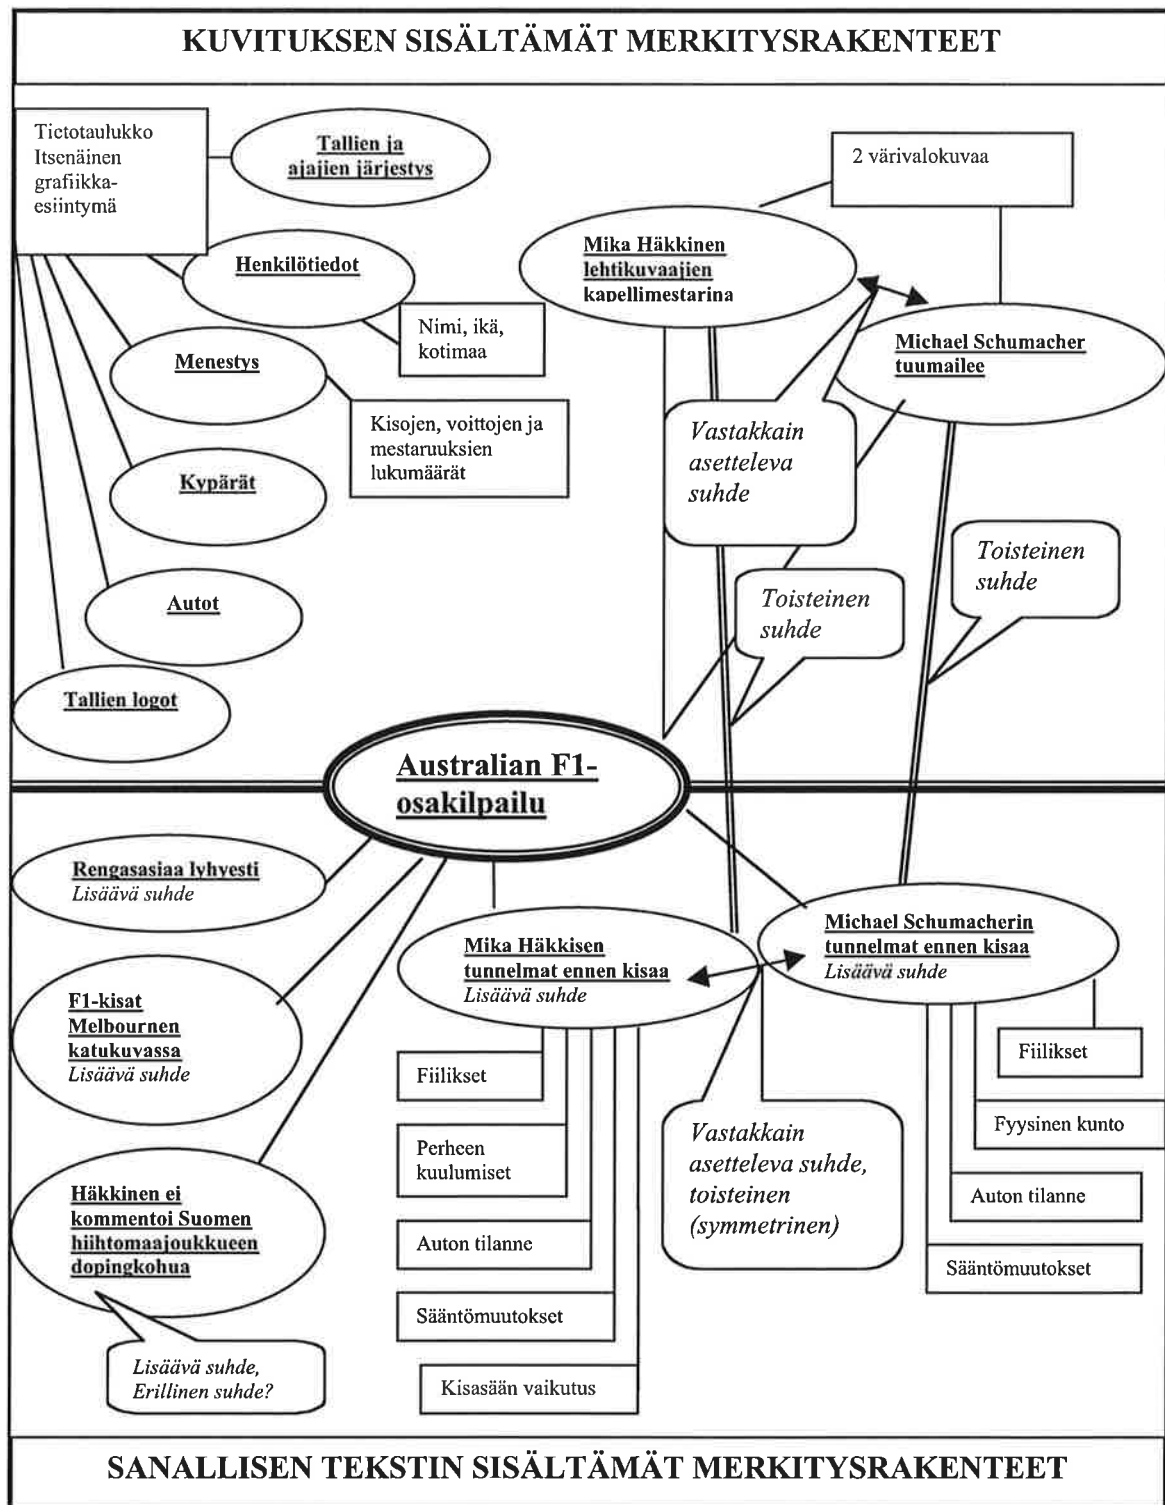 KUVITUKSEN SISÄLTÄMÄT MERKITYSRAKENTEET
Tietotaulukko
Itsenäinen
grafiikka-
esiintymä
Tallien ja
ajajien järjestys
2 värivalokuvaa
Henkilötiedot
Mika Häkkinen
lehtikuvaajien
kapellimestarina
Nimi, ikä,
kotimaa
Michael Schumacher
tuumailee
Menestys
Kisojen, voittojen ja
mestaruuksien
lukumäärät
Vastakkain
asetteleva
suhde
Kypärät
Toisteinen
suhde
Toisteinen
suhde
Autot
Tallien logot
Australian F1-
osakilpailu
Rengasasiaa lyhyesti
Lisäävä suhde
Mika Häkkisen
tunnelmat ennen kisaa
Lisäävä suhde
Michael Schumacherin
tunnelmat ennen kisaa
Lisäävä suhde
F1-kisat
Melbournen
katukuvassa
Lisäävä suhde
Fiilikset
Fiilikset
Perheen
kuulumiset
Vastakkain
asetteleva suhde,
toisteinen
(symmetrinen)
Fyysinen kunto
Häkkinen ei
kommentoi Suomen
hiihtomaajoukkueen
dopingkohua
Auton tilanne
Auton tilanne
Sääntömuutokset
Sääntömuutokset
Lisäävä suhde,
Erillinen suhde?
Kisasään vaikutus
SANALLISEN TEKSTIN SISÄLTÄMÄT MERKITYSRAKENTEET